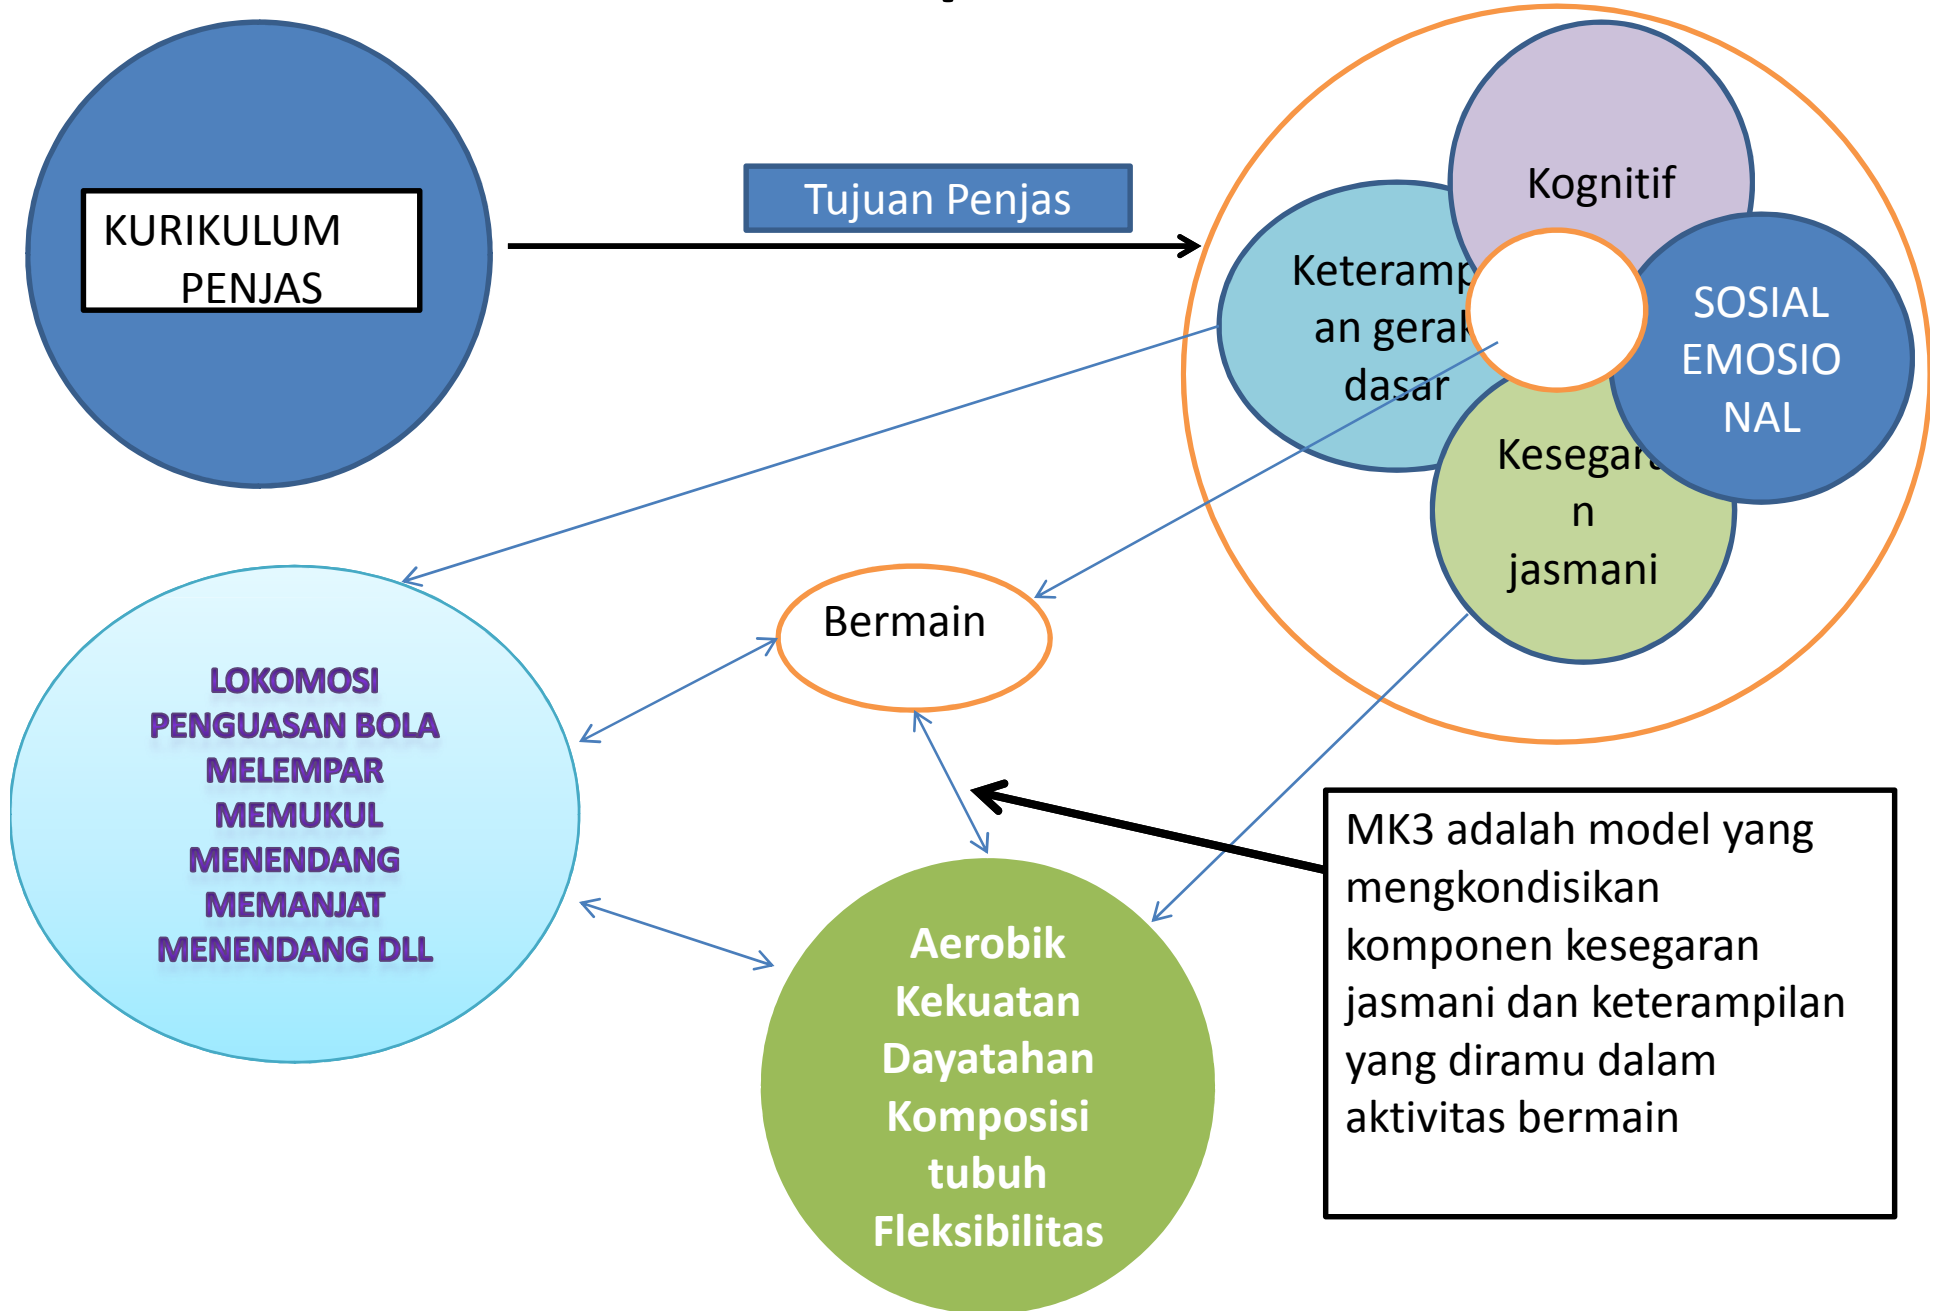 KURIKULUM
PENJAS
Tujuan Penjas
Kognitif
Keteramp
an gerak
dasar
SOSIAL
EMOSIO
NAL
Kesegara
n
jasmani
Bermain
LOKOMOSI
PENGUASAN BOLA
MELEMPAR
MEMUKUL
MENENDANG
MEMANJAT
MENENDANG DLL
Aerobik
Kekuatan
Dayatahan
Komposisi
tubuh
Fleksibilitas
MK3 adalah model yang
mengkondisikan
komponen kesegaran
jasmani dan keterampilan
yang diramu dalam
aktivitas bermain